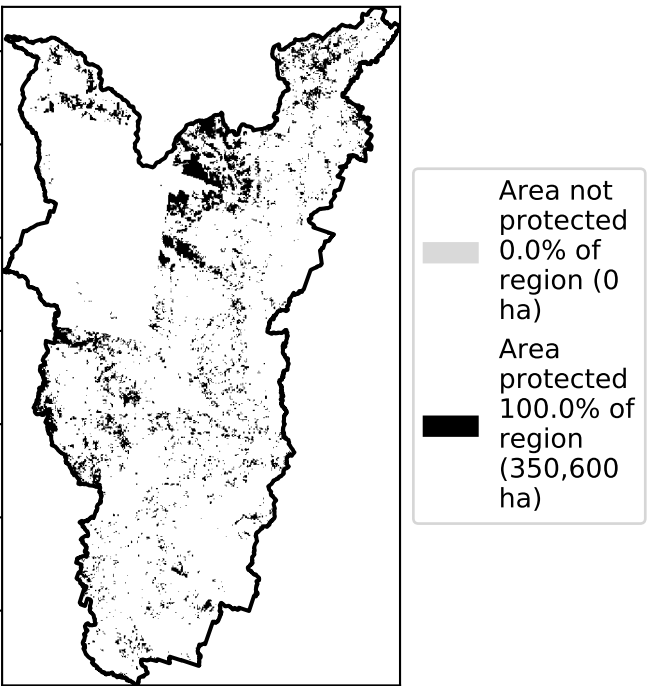 Area not
protected
0.0% of
region (0
ha)
Area
protected
100.0% of
region
(350,600
ha)